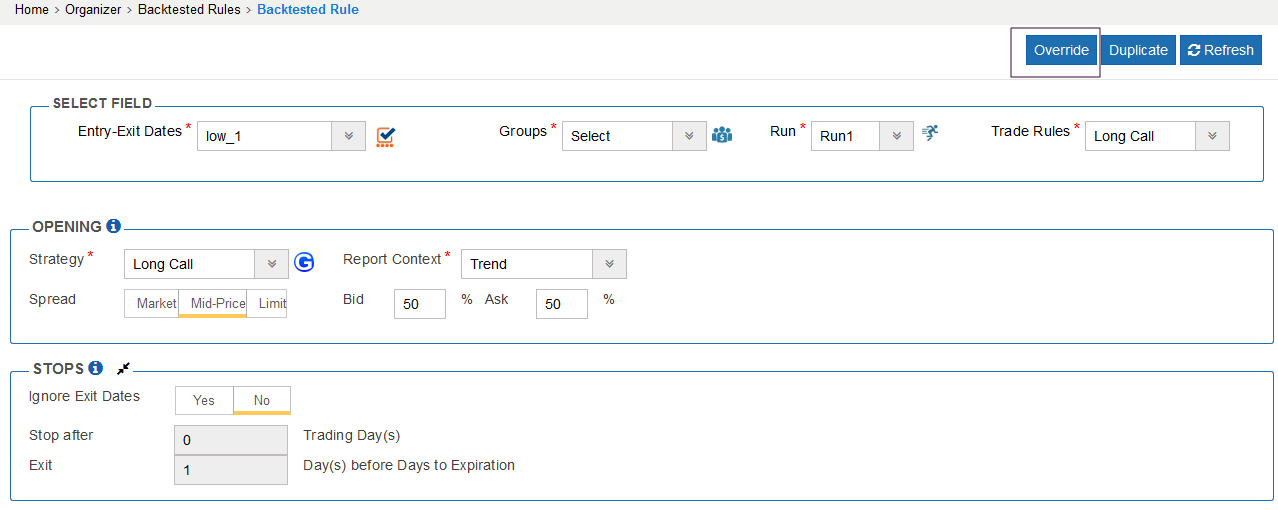 Home > Organizer > Backtested Rules > Backtested Rule
Override Duplicate Refresh
SELECT FIELD
Entry-Exit Dates * low_1 Groups * Select Run * Run1 Trade Rules * Long Call
OPENING
Strategy * Long Call Report Context * Trend
Spread Market Mid-Price Limit Bid 50 % Ask 50 %
STOPS
Ignore Exit Dates Yes No
Stop after 0 Trading Day(s)
Exit 1 Day(s) before Days to Expiration